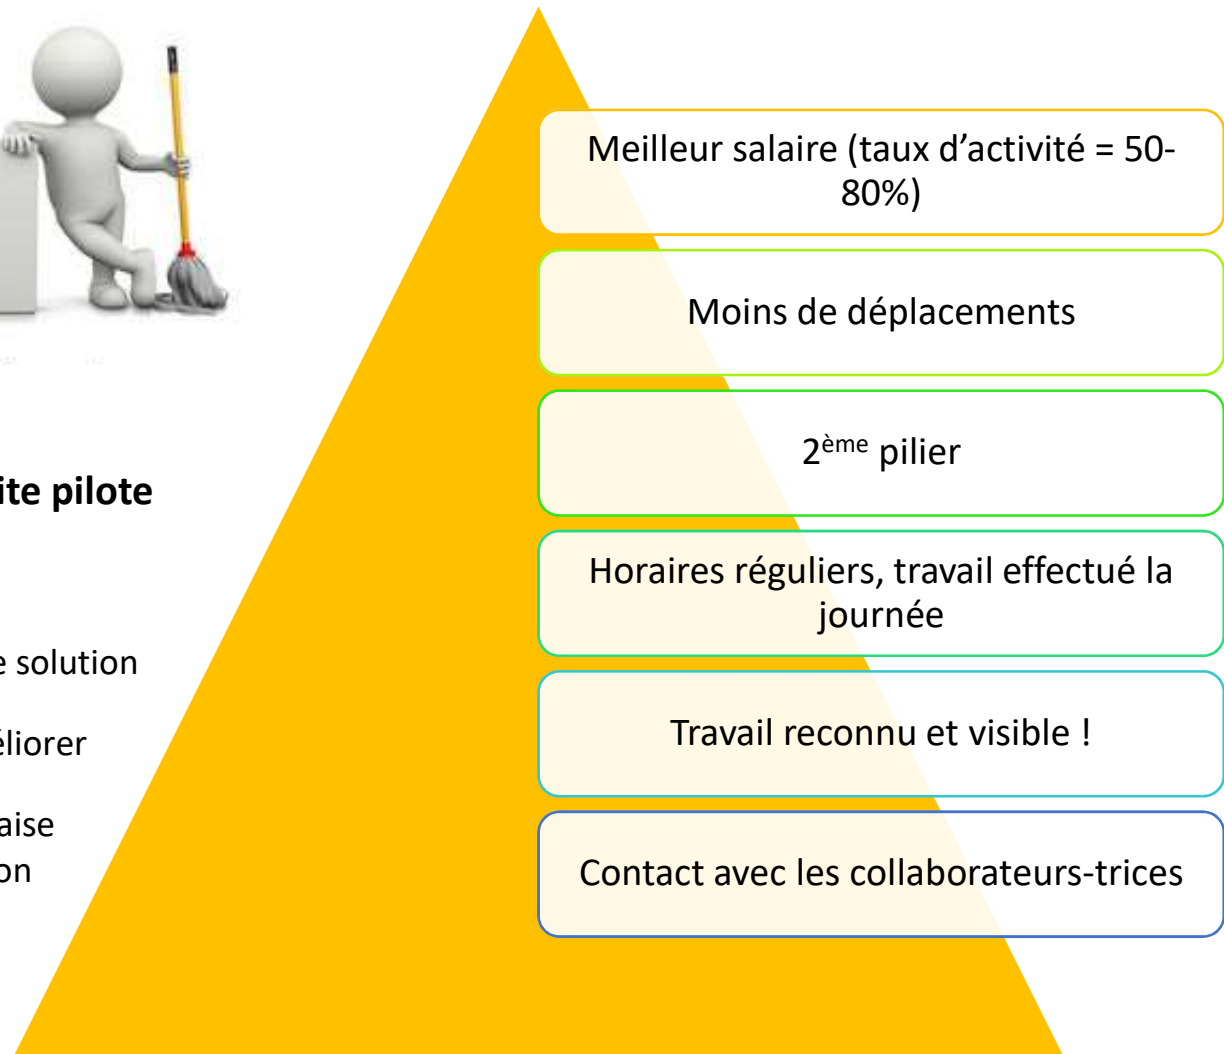 ite pilote
e solution
éliorer
aise
on
Meilleur salaire (taux d’activité = 50-
80%)
Moins de déplacements
2ème pilier
Horaires réguliers, travail effectué la
journée
Travail reconnu et visible !
Contact avec les collaborateurs-trices